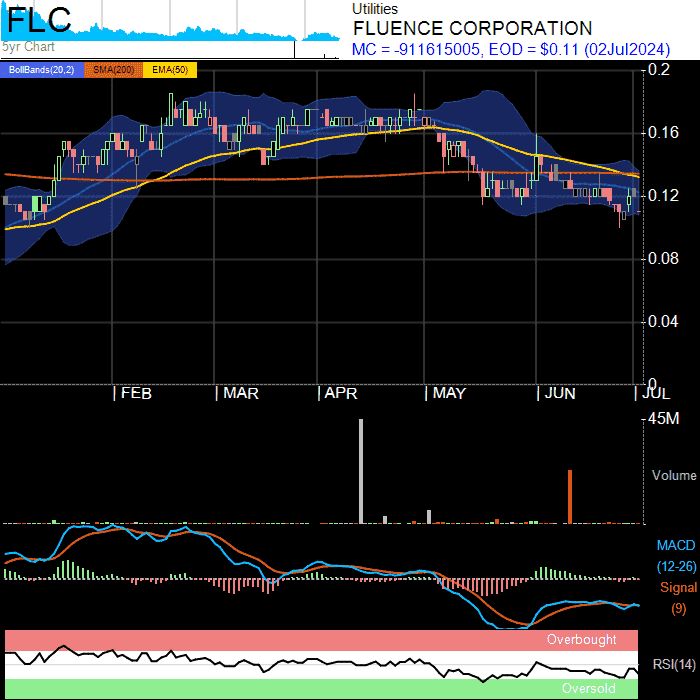 FLC
5yr Chart
Utilities
FLUENCE CORPORATION
MC = -911615005, EOD = $0.11 (02Jul2024)
BollBands(20,2) SMA(200) EMA(50)
0.2
0.16
0.12
0.08
0.04
0
FEB MAR APR MAY JUN JUL
45M
Volume
MACD
(12-26)
Signal
(9)
Overbought
RSI(14)
Oversold